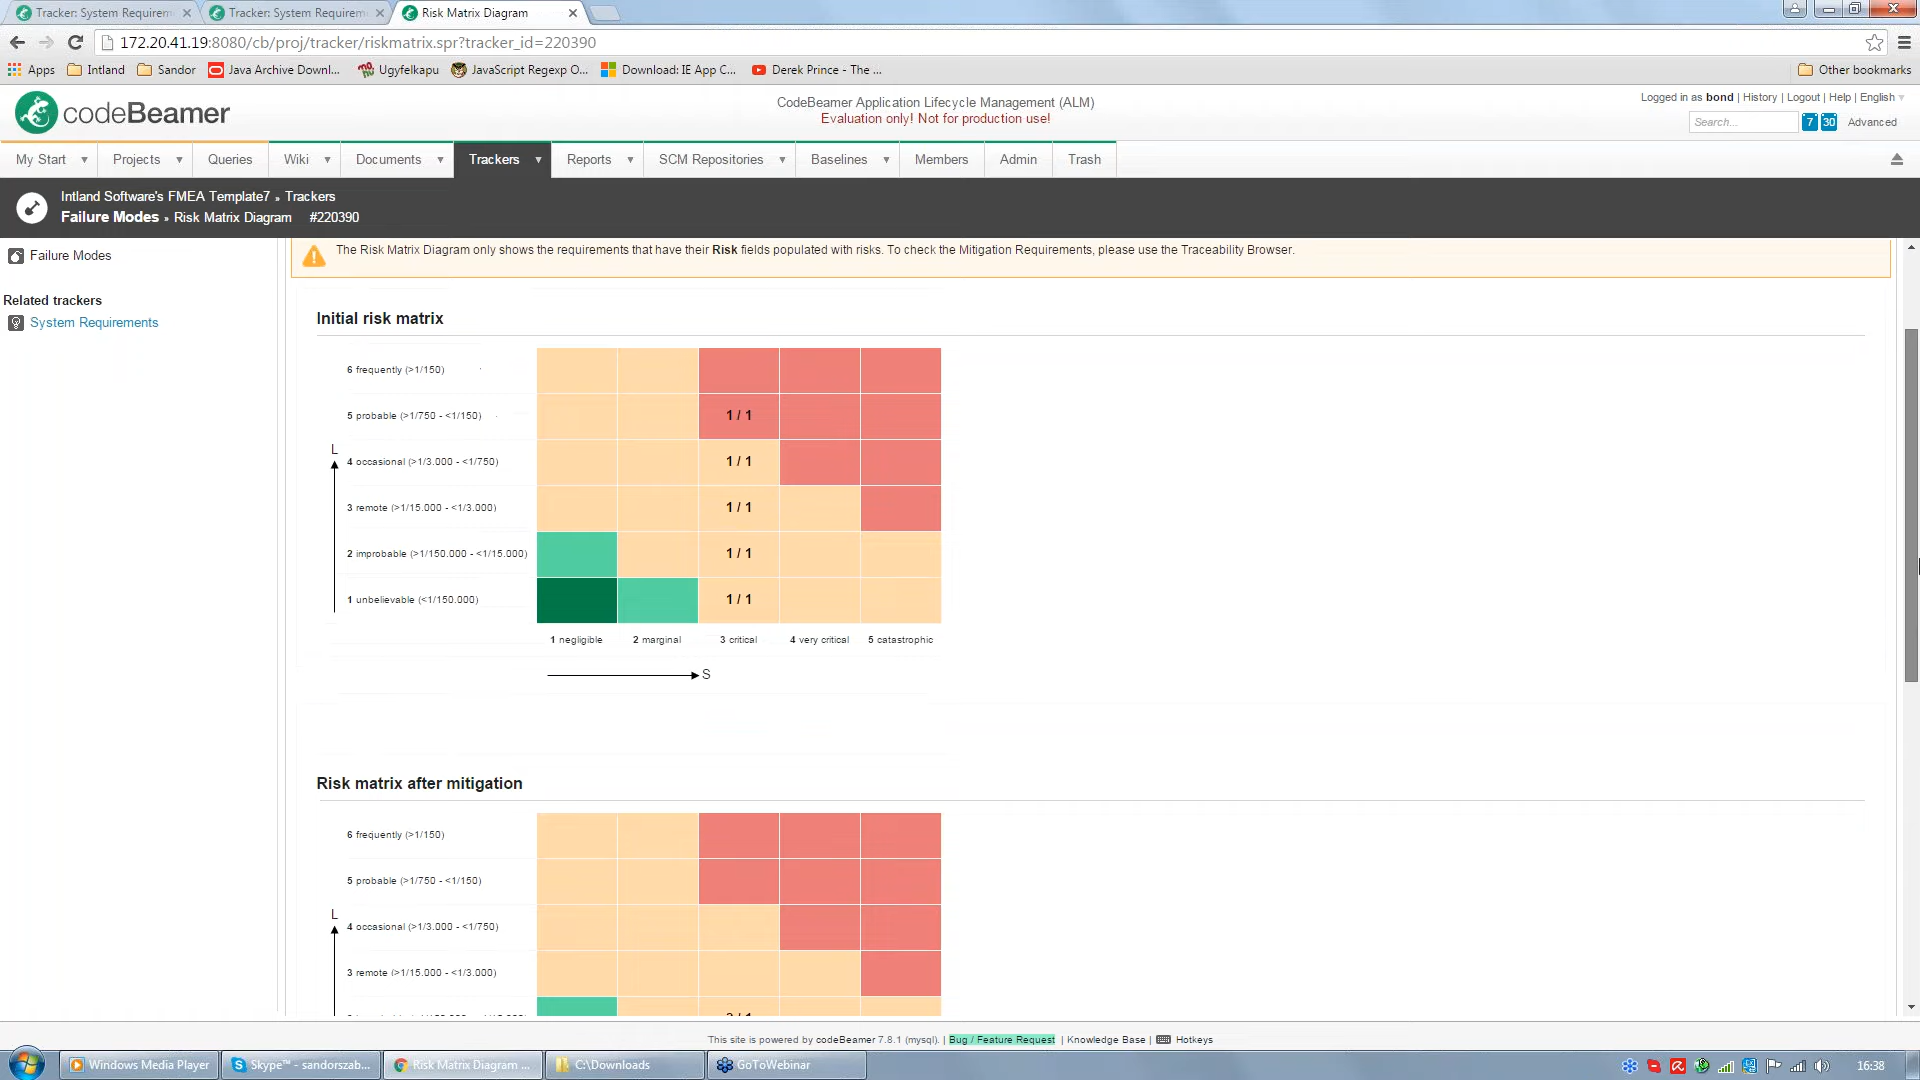 Tracker: System Requirem
Tracker: System Requirem
Risk Matrix Diagram
172.20.41.19:8080/cb/proj/tracker/riskmatrix.spr?tracker_id=220390
Apps
Intland
Sandor
Java Archive Downl...
Ugyfelkapu
JavaScript Regexp O...
Download: IE App C...
Derek Prince - The ...
Other bookmarks
codeBeamer
CodeBeamer Application Lifecycle Management (ALM)
Evaluation only! Not for production use!
Logged in as bond | History | Logout | Help | English
Search...
7
30
Advanced
My Start
Projects
Queries
Wiki
Documents
Trackers
Reports
SCM Repositories
Baselines
Members
Admin
Trash
Intland Software's FMEA Template7 » Trackers
Failure Modes » Risk Matrix Diagram #220390
Failure Modes
Related trackers
System Requirements
The Risk Matrix Diagram only shows the requirements that have their Risk fields populated with risks. To check the Mitigation Requirements, please use the Traceability Browser.
Initial risk matrix
6 frequently (>1/150)
5 probable (>1/750 - <1/150)
1 / 1
L
4 occasional (>1/3.000 - <1/750)
1 / 1
3 remote (>1/15.000 - <1/3.000)
1 / 1
2 improbable (>1/150.000 - <1/15.000)
1 / 1
1 unbelievable (<1/150.000)
1 / 1
1 negligible
2 marginal
3 critical
4 very critical
5 catastrophic
S
Risk matrix after mitigation
6 frequently (>1/150)
5 probable (>1/750 - <1/150)
L
4 occasional (>1/3.000 - <1/750)
3 remote (>1/15.000 - <1/3.000)
This site is powered by codeBeamer 7.8.1 (mysql). | Bug / Feature Request | Knowledge Base | Hotkeys
Windows Media Player
Skype™ - sandorszab...
Risk Matrix Diagram ...
C:\Downloads
GoToWebinar
16:38